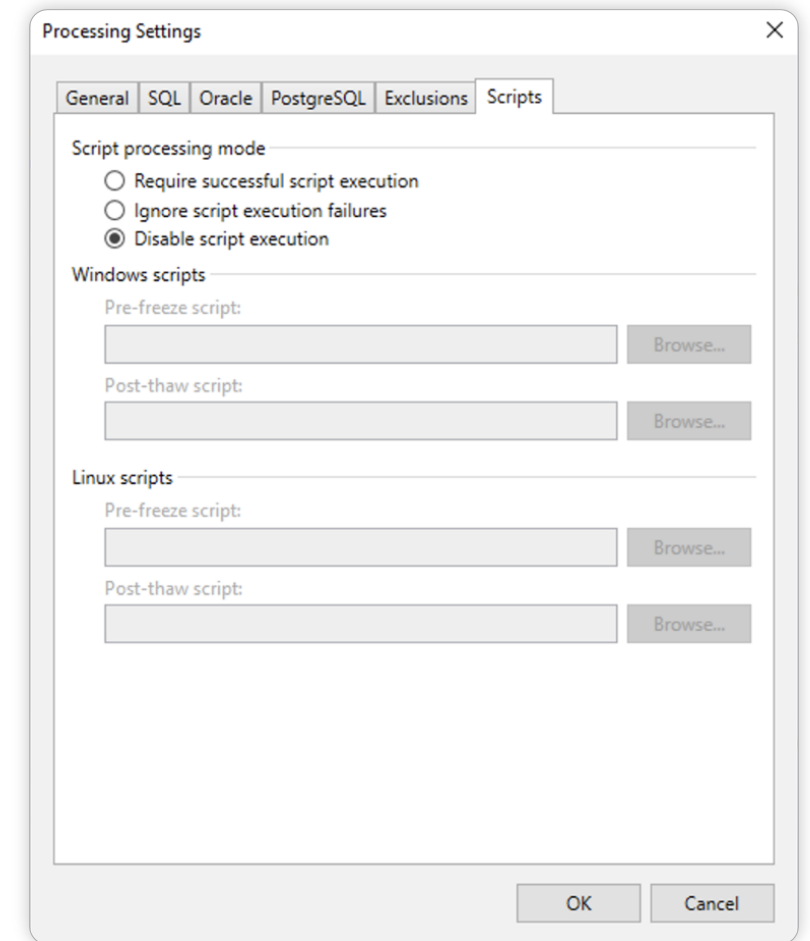 Processing Settings
General SQL Oracle PostgreSQL Exclusions Scripts
Script processing mode
Require successful script execution
Ignore script execution failures
Disable script execution
Windows scripts
Pre-freeze script:
Browse...
Post-thaw script:
Browse...
Linux scripts
Pre-freeze script:
Browse...
Post-thaw script:
Browse...
OK Cancel